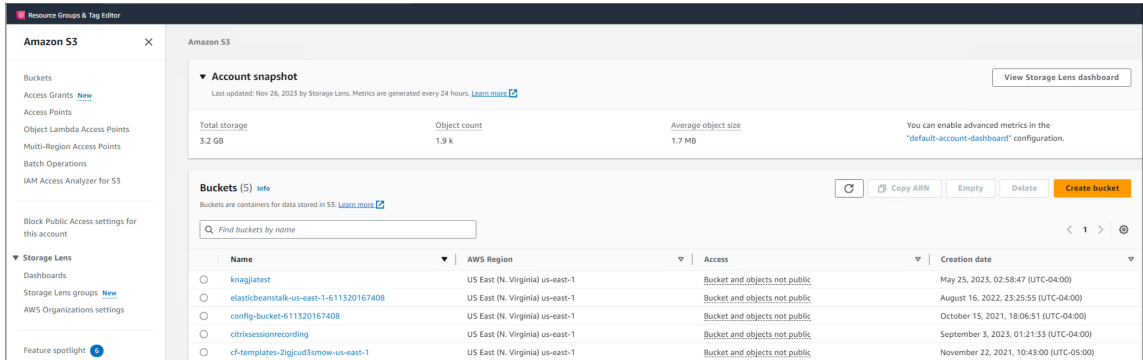 Resource Groups & Tag Editor
Amazon S3
Buckets
Access Grants New
Access Points
Object Lambda Access Points
Multi-Region Access Points
Batch Operations
IAM Access Analyzer for S3
Block Public Access settings for
this account
Storage Lens
Dashboards
Storage Lens groups New
AWS Organizations settings
Feature spotlight 6
Amazon S3
Account snapshot
View Storage Lens dashboard
Last updated: Nov 26, 2023 by Storage Lens. Metrics are generated every 24 hours. Learn more
Total storage
3.2 GB
Object count
1.9 k
Average object size
1.7 MB
You can enable advanced metrics in the
"default-account-dashboard" configuration.
Buckets (5) Info
Copy ARN Empty Delete Create bucket
Buckets are containers for data stored in S3. Learn more
Find buckets by name
1
Name AWS Region Access Creation date
knagjiatest US East (N. Virginia) us-east-1 Bucket and objects not public May 25, 2023, 02:58:47 (UTC-04:00)
elasticbeanstalk-us-east-1-611320167408 US East (N. Virginia) us-east-1 Bucket and objects not public August 16, 2022, 23:25:55 (UTC-04:00)
config-bucket-611320167408 US East (N. Virginia) us-east-1 Bucket and objects not public October 15, 2021, 18:06:51 (UTC-04:00)
citrixsessionrecording US East (N. Virginia) us-east-1 Bucket and objects not public September 3, 2023, 01:21:33 (UTC-04:00)
cf-templates-2igjcud3smow-us-east-1 US East (N. Virginia) us-east-1 Bucket and objects not public November 22, 2021, 10:43:00 (UTC-05:00)